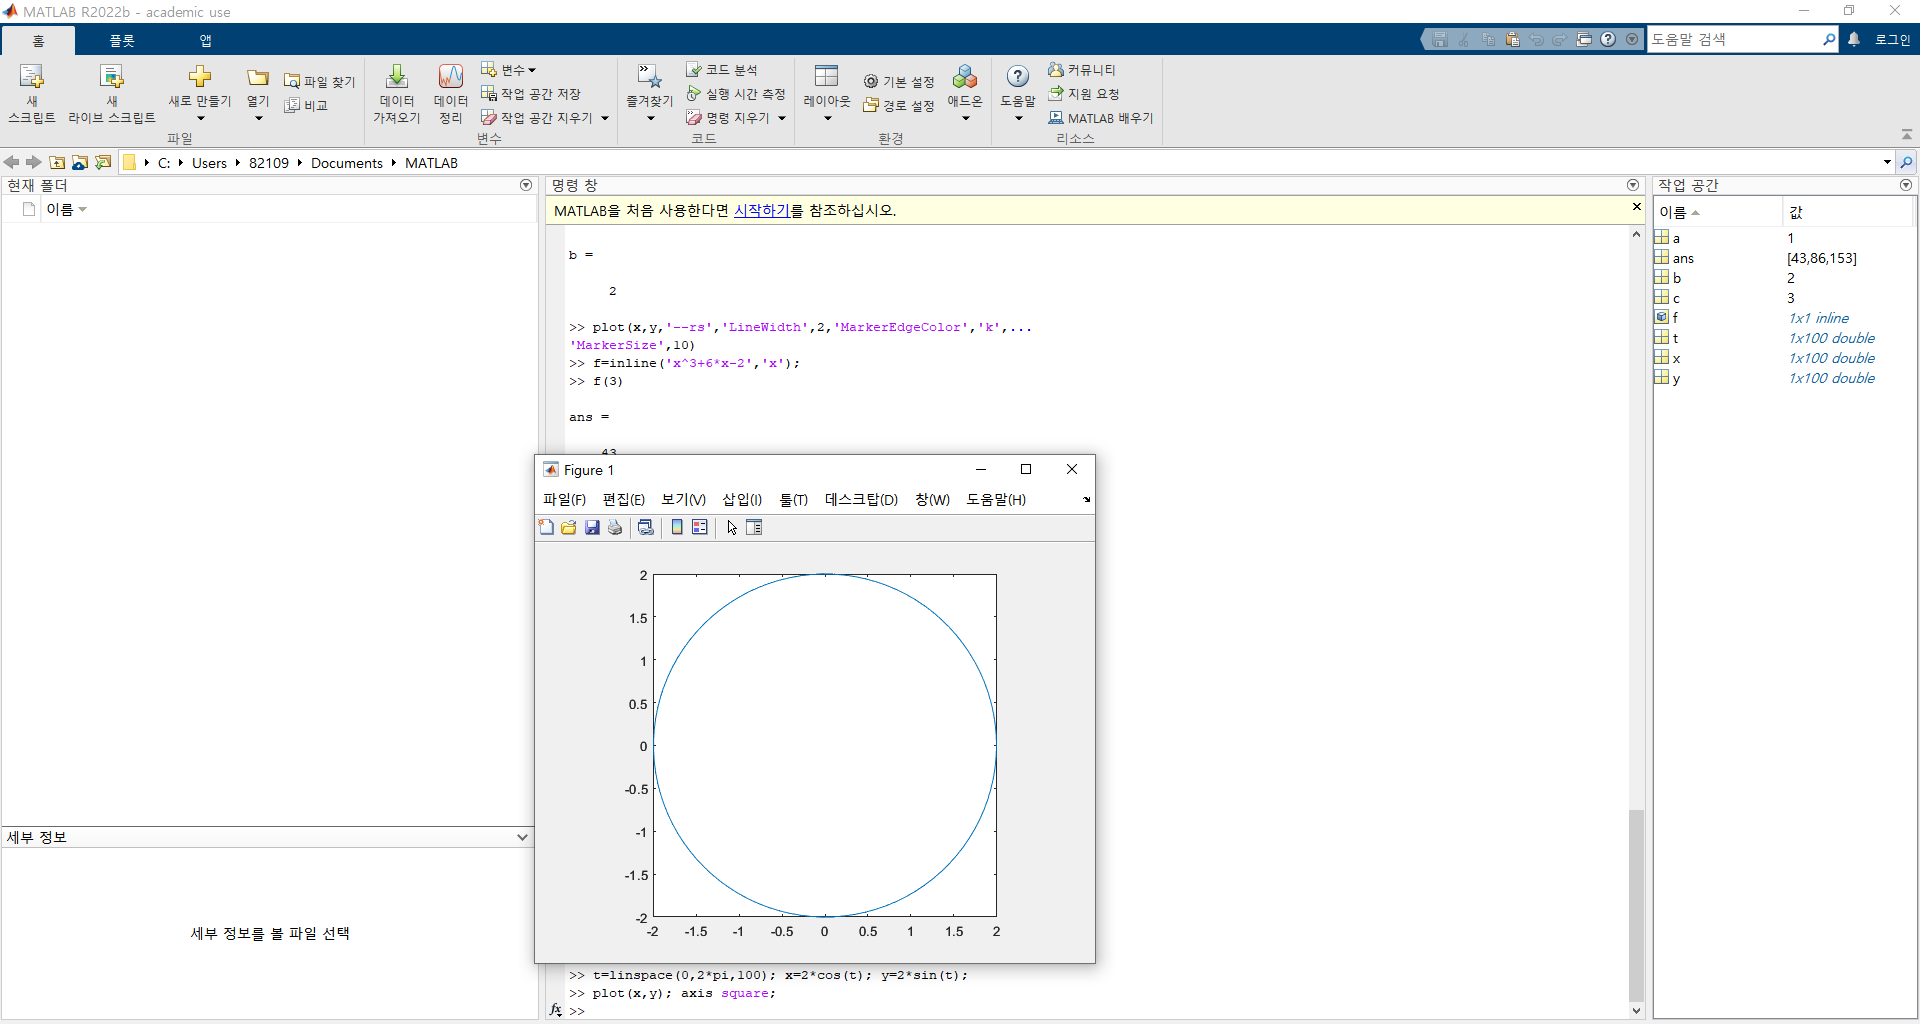 MATLAB R2022b - academic use
홈
플롯
앱
도움말 검색
로그인
새 스크립트
새 라이브 스크립트
새로 만들기
열기
파일 찾기
비교
파일
데이터 가져오기
데이터 정리
변수
작업 공간 저장
작업 공간 지우기
변수
즐겨찾기
코드 분석
실행 시간 측정
명령 지우기
코드
레이아웃
기본 설정
경로 설정
애드온
환경
도움말
커뮤니티
지원 요청
MATLAB 배우기
리소스
C: Users 82109 Documents MATLAB
현재 폴더
이름
세부 정보
세부 정보를 볼 파일 선택
명령 창
MATLAB을 처음 사용한다면 시작하기를 참조하십시오.
b =
2
>> plot(x,y,'--rs','LineWidth',2,'MarkerEdgeColor','k',...
'MarkerSize',10)
>> f=inline('x^3+6*x-2','x');
>> f(3)
ans =
43
Figure 1
파일(F) 편집(E) 보기(V) 삽입(I) 툴(T) 데스크탑(D) 창(W) 도움말(H)
2
1.5
1
0.5
0
-0.5
-1
-1.5
-2
-2 -1.5 -1 -0.5 0 0.5 1 1.5 2
>> t=linspace(0,2*pi,100); x=2*cos(t); y=2*sin(t);
>> plot(x,y); axis square;
fx >>
작업 공간
이름 값
a 1
ans [43,86,153]
b 2
c 3
f 1x1 inline
t 1x100 double
x 1x100 double
y 1x100 double